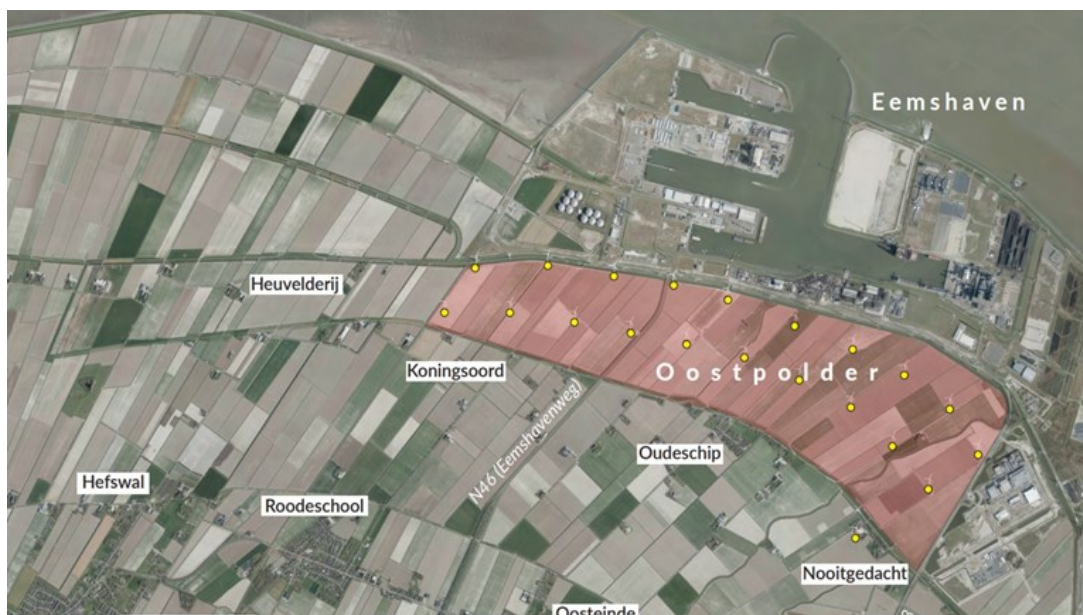 Eemshaven
Heuvelderij
Koningsoord
Oostpolder
N46 (Eemshavenweg)
Oudeschip
Hefswal
Roodeschool
Nooitgedacht
Oosteinde